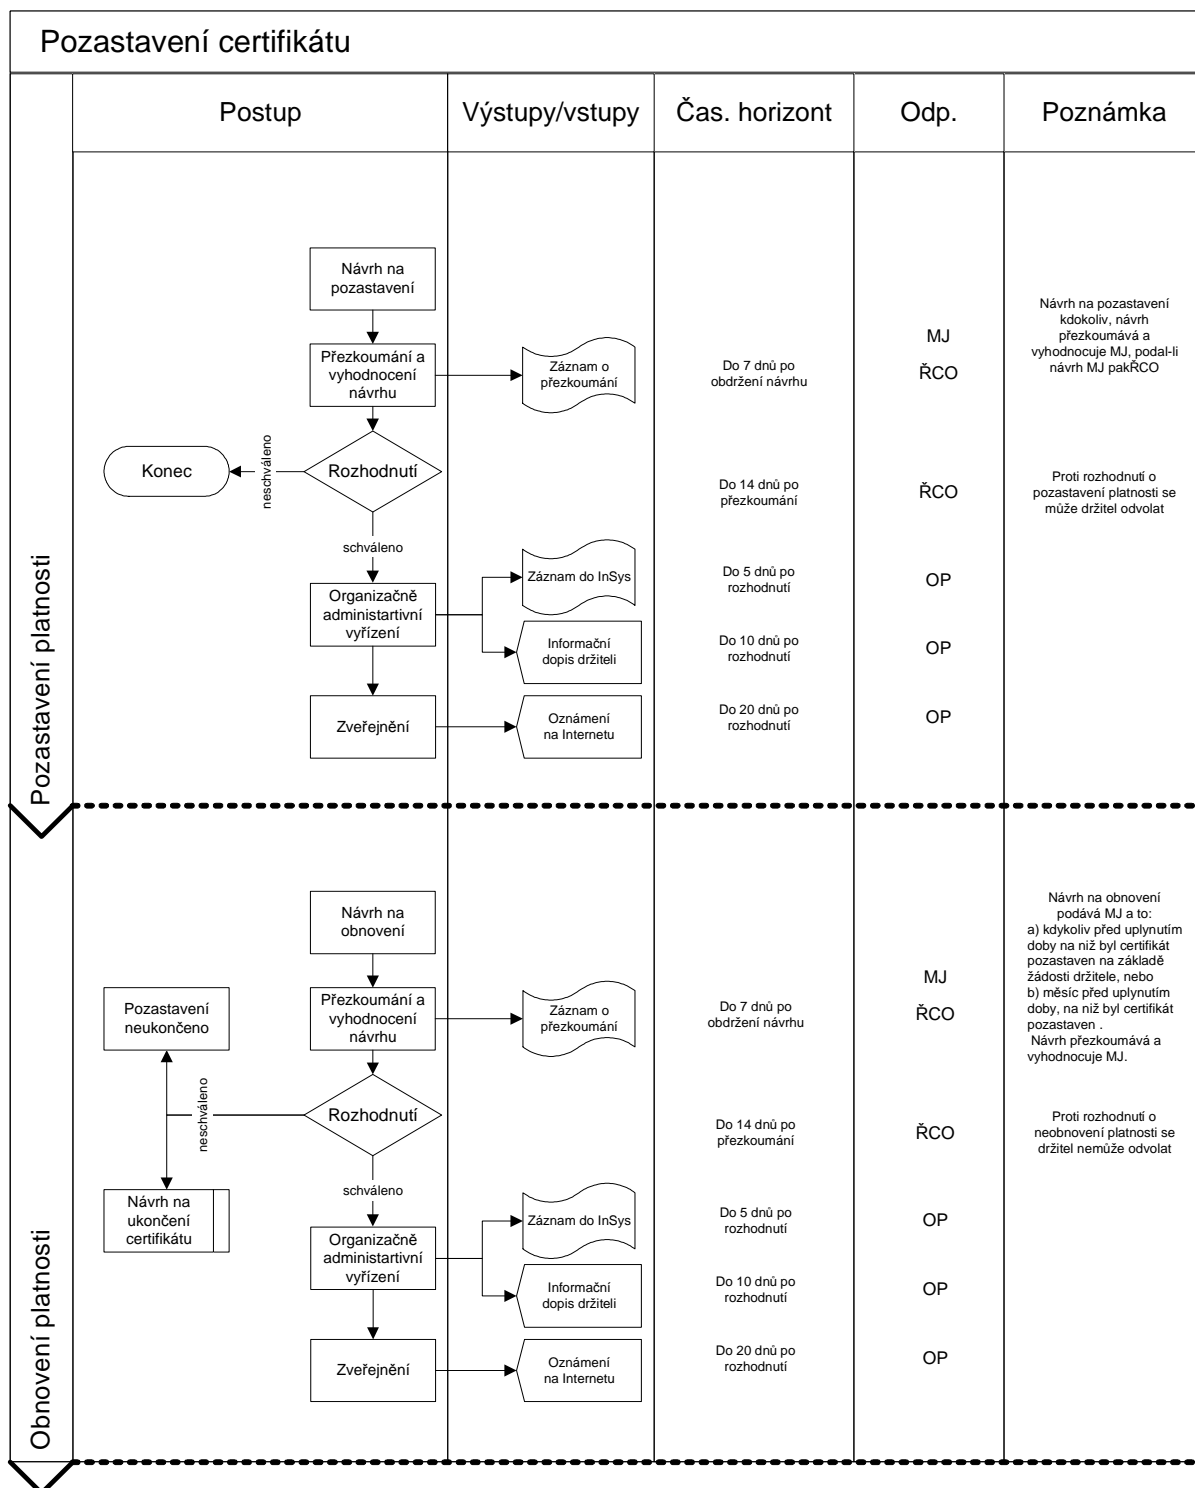 Pozastavení certifikátu
Postup
Výstupy/vstupy
Čas. horizont
Odp.
Poznámka
Pozastavení platnosti
Návrh na
pozastavení
Přezkoumání a
vyhodnocení
návrhu
Záznam o
přezkoumání
Do 7 dnů po
obdržení návrhu
MJ
ŘCO
Návrh na pozastavení
kdokoliv, návrh
přezkoumává a
vyhodnocuje MJ, podal-li
návrh MJ pakŘCO
Konec
neschváleno
Rozhodnutí
Do 14 dnů po
přezkoumání
ŘCO
Proti rozhodnutí o
pozastavení platnosti se
může držitel odvolat
schváleno
Organizačně
administartivní
vyřízení
Záznam do InSys
Do 5 dnů po
rozhodnutí
OP
Informační
dopis držiteli
Do 10 dnů po
rozhodnutí
OP
Zveřejnění
Oznámení
na Internetu
Do 20 dnů po
rozhodnutí
OP
Obnovení platnosti
Návrh na
obnovení
Přezkoumání a
vyhodnocení
návrhu
Záznam o
přezkoumání
Do 7 dnů po
obdržení návrhu
MJ
ŘCO
Návrh na obnovení
podává MJ a to:
a) kdykoliv před uplynutím
doby na niž byl certifikát
pozastaven na základě
žádosti držitele, nebo
b) měsíc před uplynutím
doby, na niž byl certifikát
pozastaven .
Návrh přezkoumává a
vyhodnocuje MJ.
Pozastavení
neukončeno
neschváleno
Rozhodnutí
Do 14 dnů po
přezkoumání
ŘCO
Proti rozhodnutí o
neobnovení platnosti se
držitel nemůže odvolat
Návrh na
ukončení
certifikátu
schváleno
Organizačně
administartivní
vyřízení
Záznam do InSys
Do 5 dnů po
rozhodnutí
OP
Informační
dopis držiteli
Do 10 dnů po
rozhodnutí
OP
Zveřejnění
Oznámení
na Internetu
Do 20 dnů po
rozhodnutí
OP